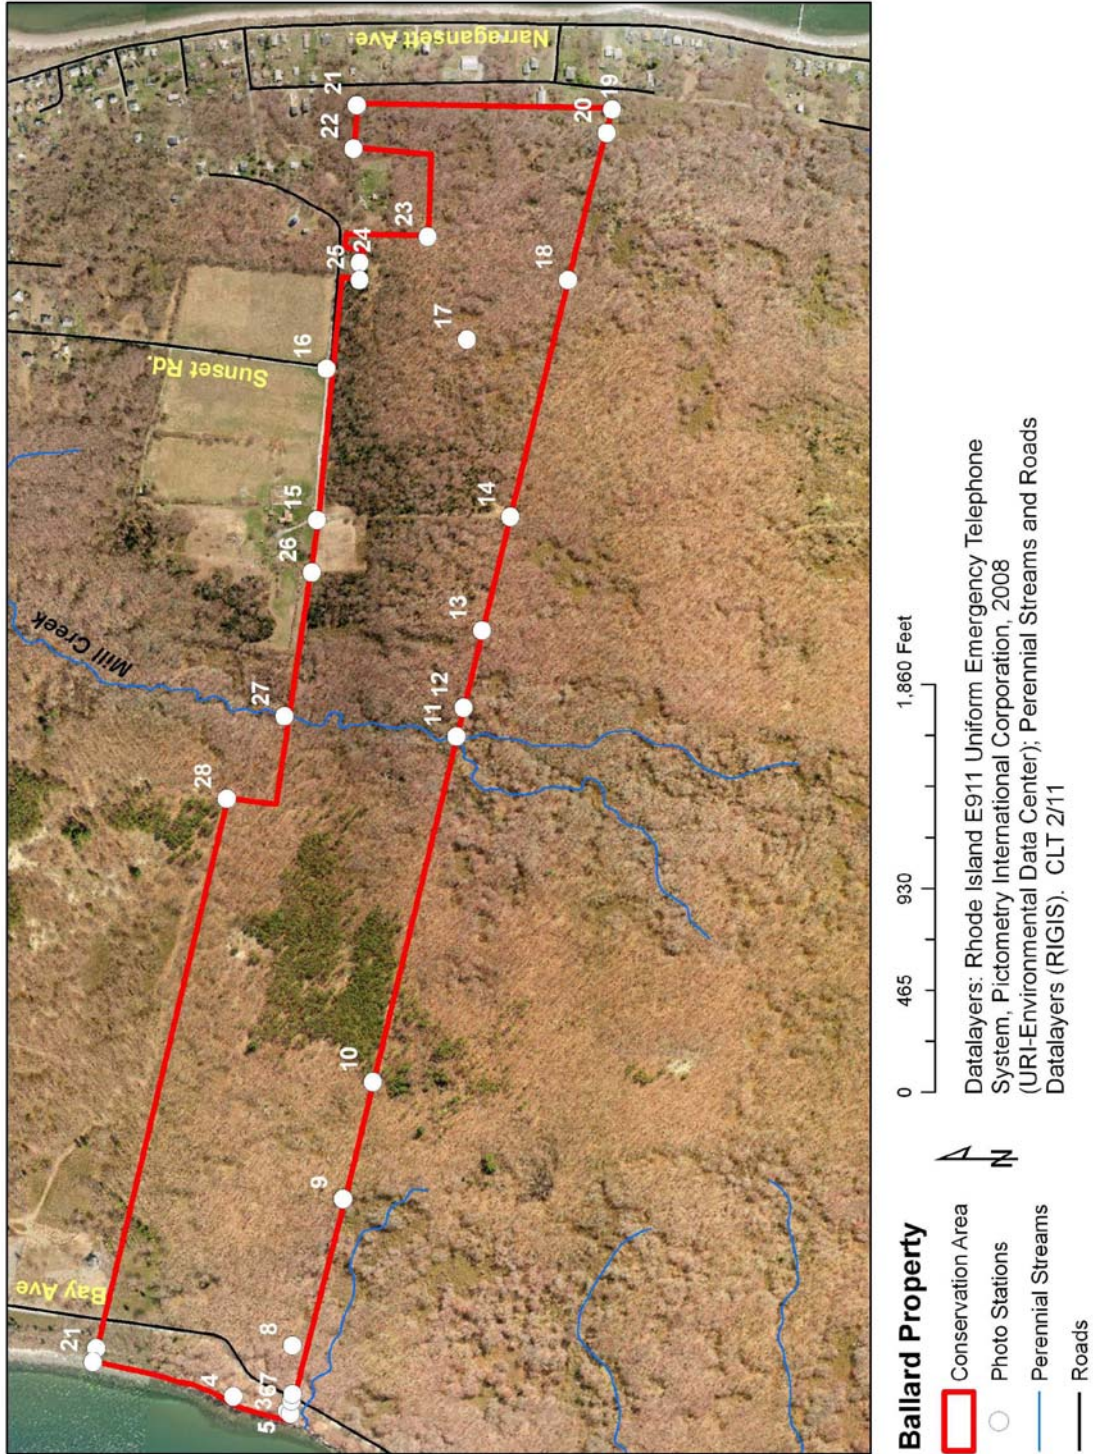 Narragansett Ave.
21
22
19
20
23
24
25
18
17
16
Sunset Rd.
15
14
26
13
Mill Creek
27
12
11
28
10
9
Bay Ave
8
21
4
5
3
6
7
Ballard Property
Conservation Area
Photo Stations
Perennial Streams
Roads
N
0 465 930 1,860 Feet
Datalayers: Rhode Island E911 Uniform Emergency Telephone
System, Pictometry International Corporation, 2008
(URI-Environmental Data Center); Perennial Streams and Roads
Datalayers (RIGIS). CLT 2/11